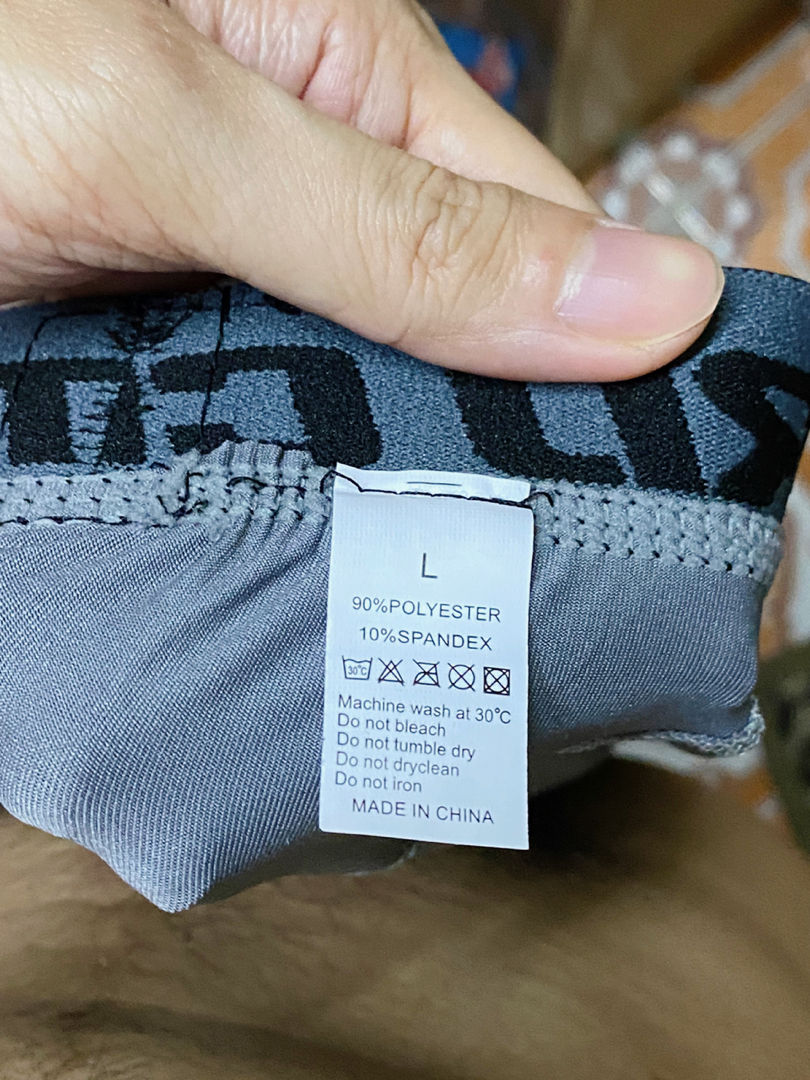 L
90%POLYESTER
10%SPANDEX
30°C
Machine wash at 30°C
Do not bleach
Do not tumble dry
Do not dryclean
Do not iron
MADE IN CHINA